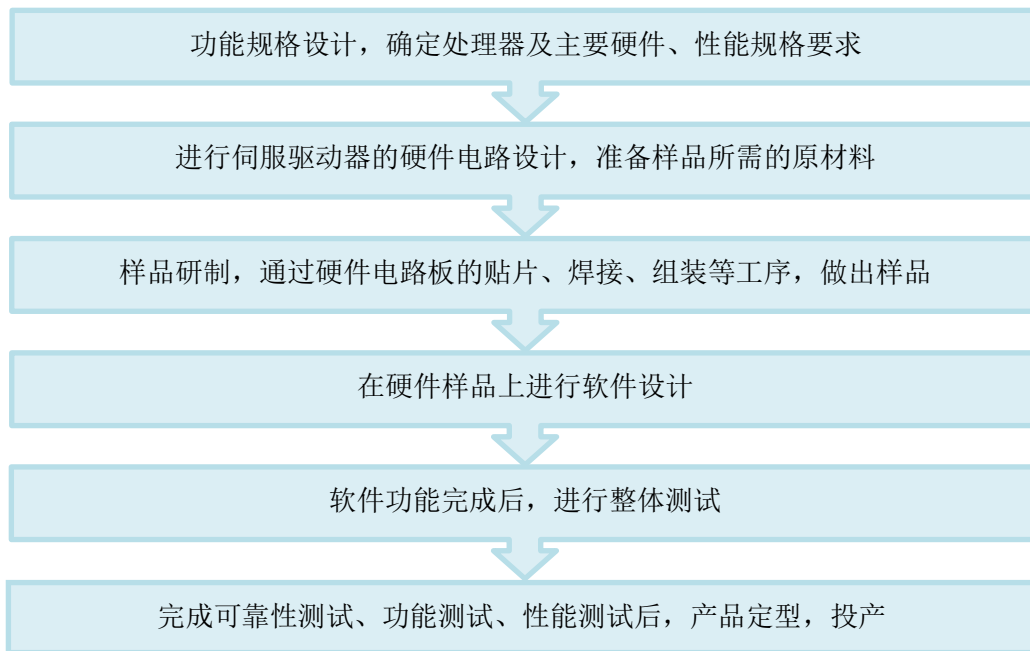 功能规格设计，确定处理器及主要硬件、性能规格要求
进行伺服驱动器的硬件电路设计，准备样品所需的原材料
样品研制，通过硬件电路板的贴片、焊接、组装等工序，做出样品
在硬件样品上进行软件设计
软件功能完成后，进行整体测试
完成可靠性测试、功能测试、性能测试后，产品定型，投产